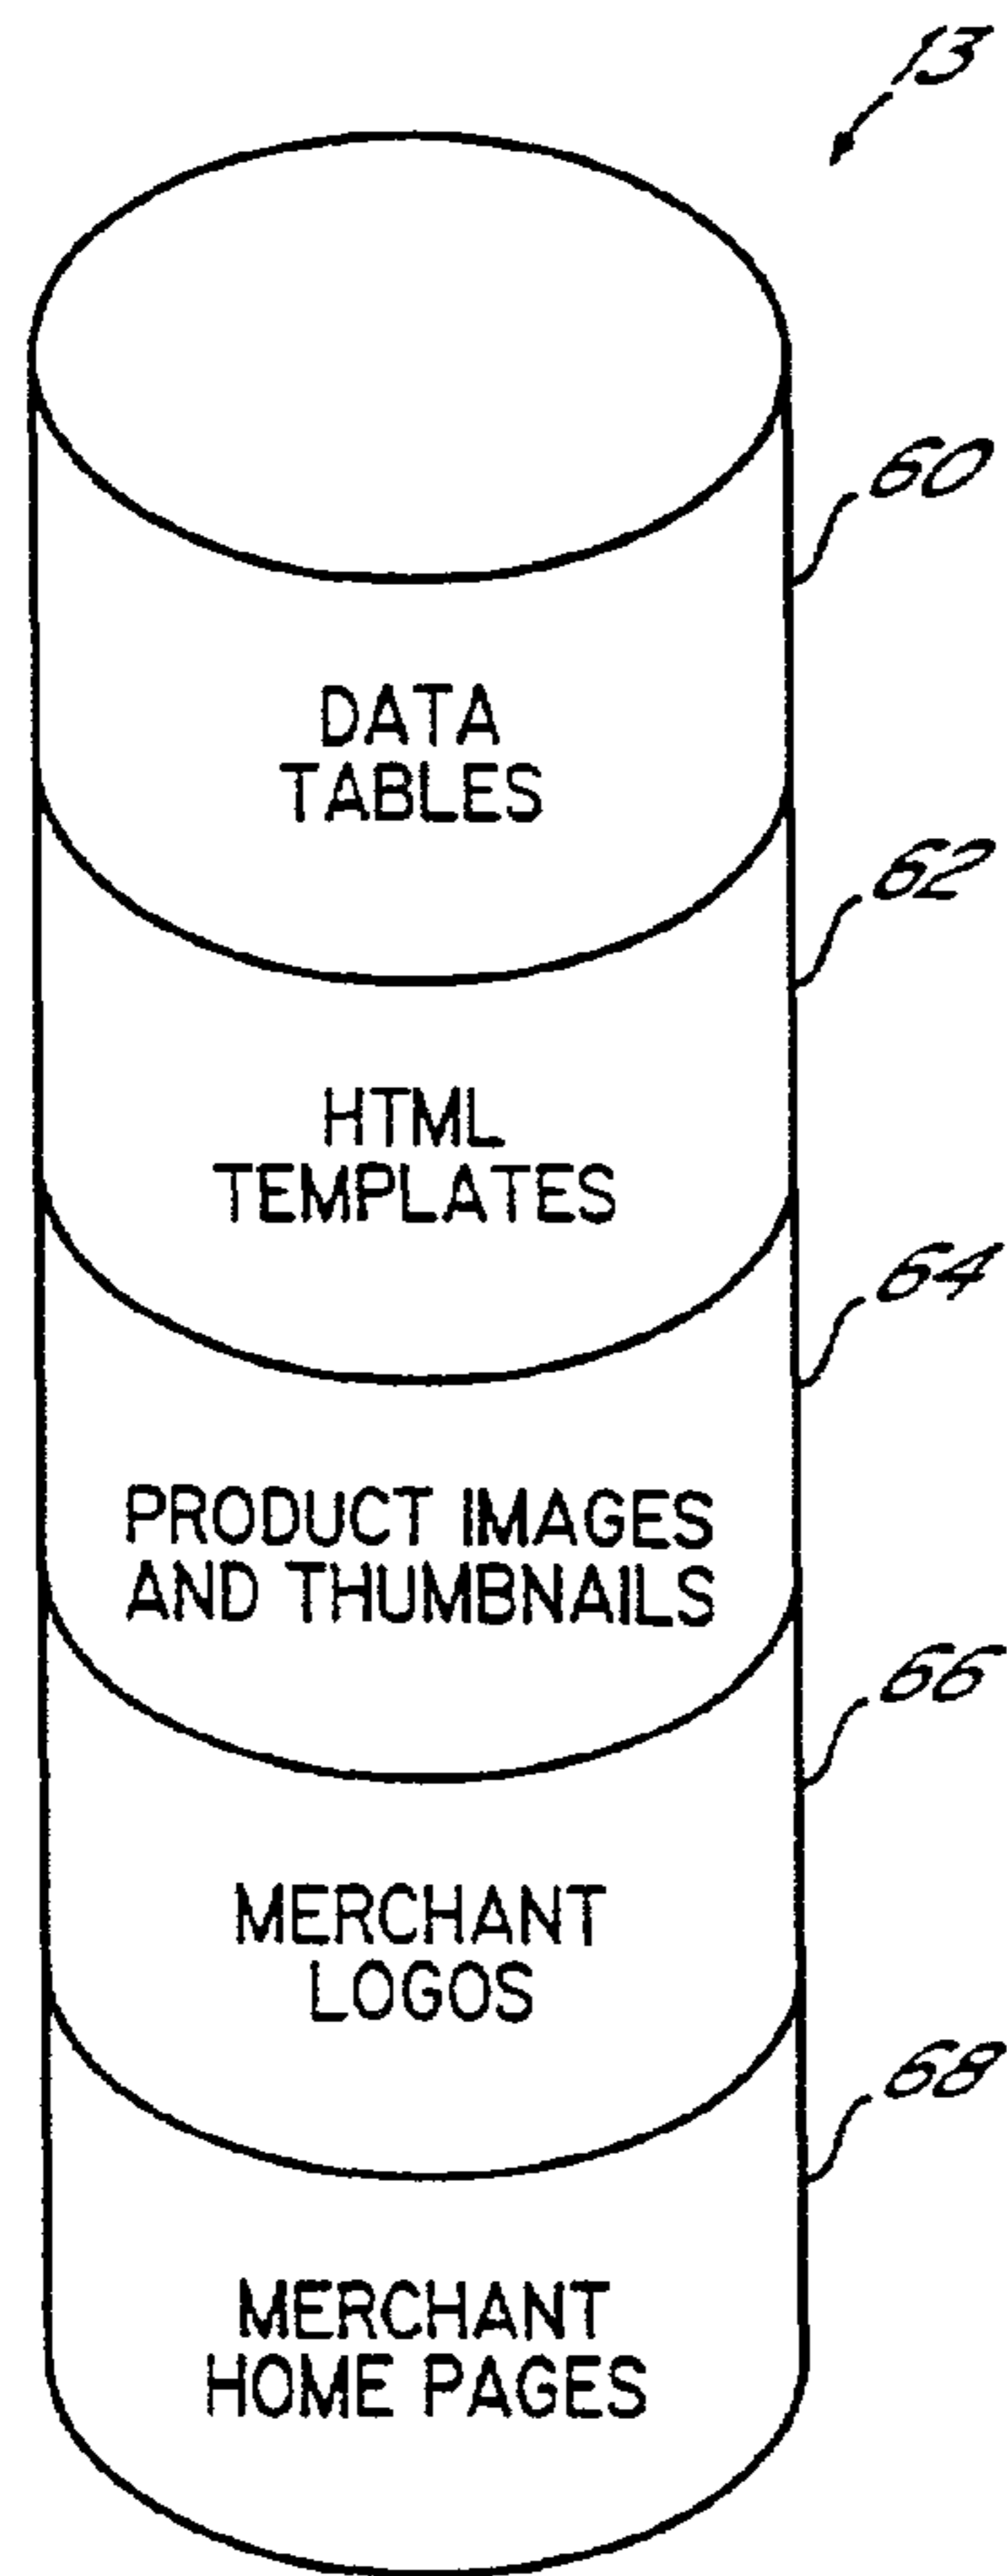 13
60
DATA
TABLES
62
HTML
TEMPLATES
64
PRODUCT IMAGES
AND THUMBNAILS
66
MERCHANT
LOGOS
68
MERCHANT
HOME PAGES